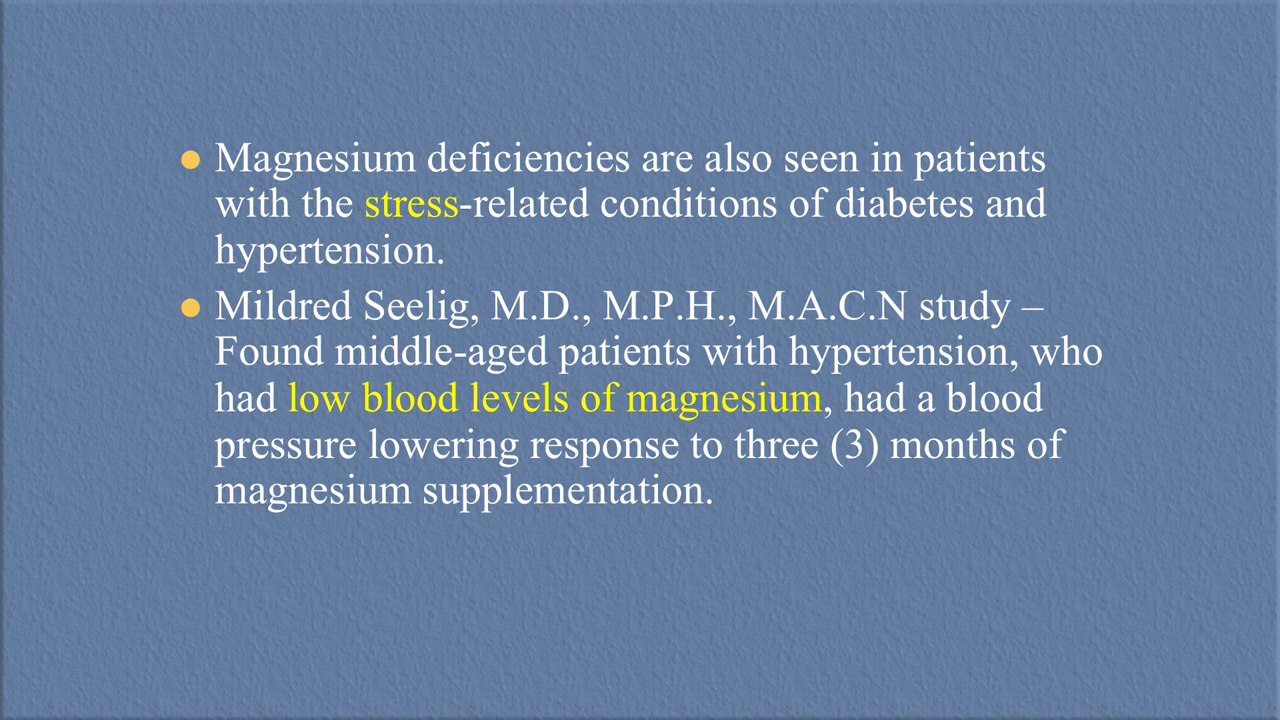 ● Magnesium deficiencies are also seen in patients
with the stress-related conditions of diabetes and
hypertension.
● Mildred Seelig, M.D., M.P.H., M.A.C.N study –
Found middle-aged patients with hypertension, who
had low blood levels of magnesium, had a blood
pressure lowering response to three (3) months of
magnesium supplementation.